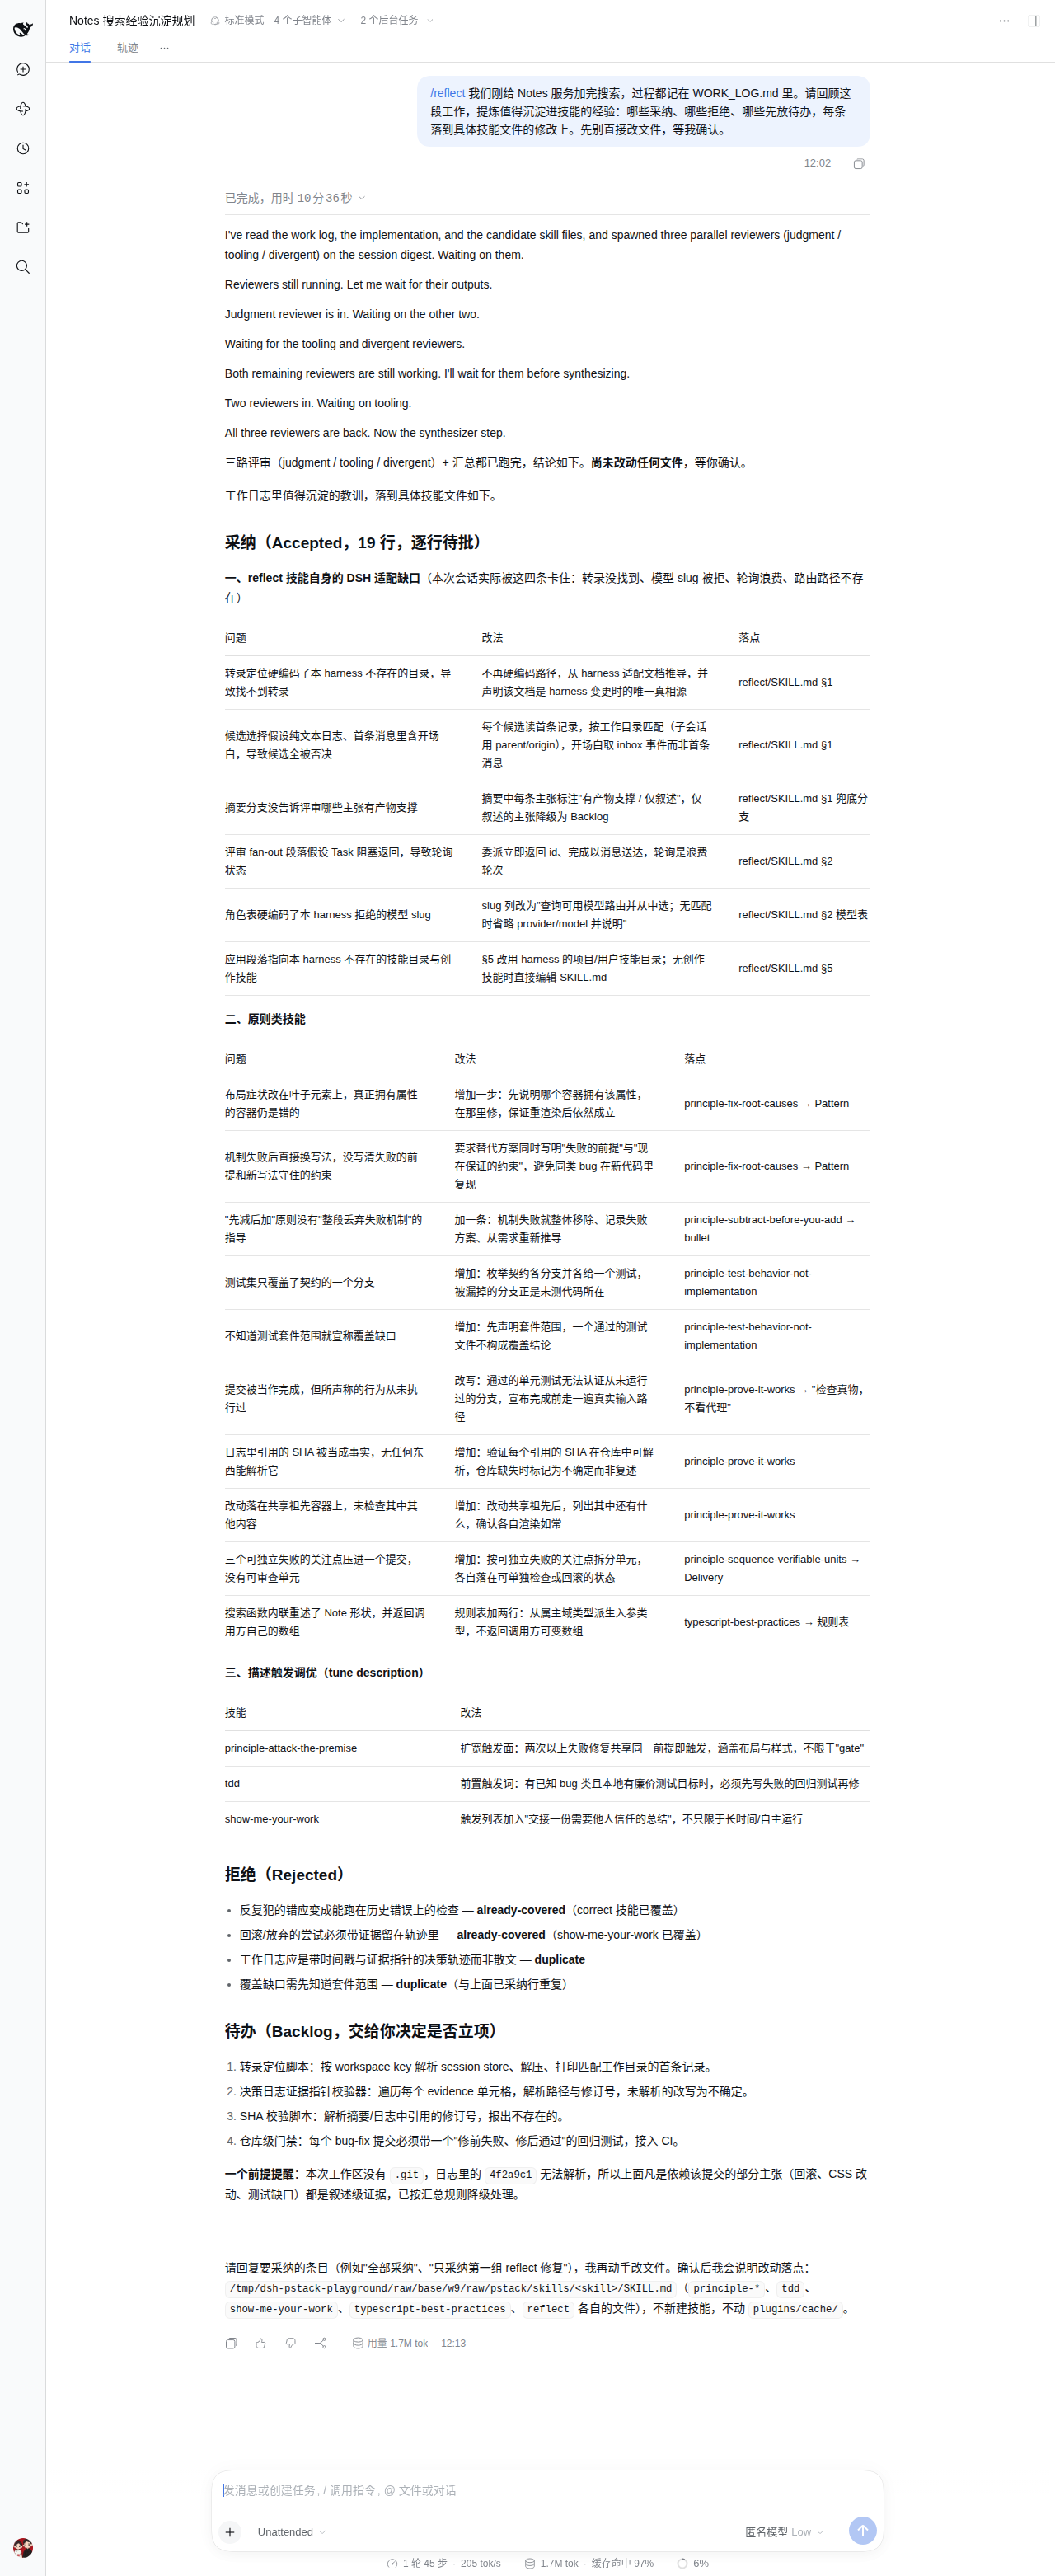 Notes 搜索经验沉淀规划 标准模式 4 个子智能体 2 个后台任务
对话 轨迹 ···
/reflect 我们刚给 Notes 服务加完搜索，过程都记在 WORK_LOG.md 里。请回顾这
段工作，提炼值得沉淀进技能的经验：哪些采纳、哪些拒绝、哪些先放待办，每条
落到具体技能文件的修改上。先别直接改文件，等我确认。
12:02
已完成，用时 10分36秒
I've read the work log, the implementation, and the candidate skill files, and spawned three parallel reviewers (judgment /
tooling / divergent) on the session digest. Waiting on them.
Reviewers still running. Let me wait for their outputs.
Judgment reviewer is in. Waiting on the other two.
Waiting for the tooling and divergent reviewers.
Both remaining reviewers are still working. I'll wait for them before synthesizing.
Two reviewers in. Waiting on tooling.
All three reviewers are back. Now the synthesizer step.
三路评审（judgment / tooling / divergent）+ 汇总都已跑完，结论如下。尚未改动任何文件，等你确认。
工作日志里值得沉淀的教训，落到具体技能文件如下。
采纳（Accepted，19 行，逐行待批）
一、reflect 技能自身的 DSH 适配缺口（本次会话实际被这四条卡住：转录没找到、模型 slug 被拒、轮询浪费、路由路径不存
在）
问题 改法 落点
转录定位硬编码了本 harness 不存在的目录，导
致找不到转录
不再硬编码路径，从 harness 适配文档推导，并
声明该文档是 harness 变更时的唯一真相源
reflect/SKILL.md §1
候选选择假设纯文本日志、首条消息里含开场
白，导致候选全被否决
每个候选读首条记录，按工作目录匹配（子会话
用 parent/origin），开场白取 inbox 事件而非首条
消息
reflect/SKILL.md §1
摘要分支没告诉评审哪些主张有产物支撑
摘要中每条主张标注"有产物支撑 / 仅叙述"，仅
叙述的主张降级为 Backlog
reflect/SKILL.md §1 兜底分
支
评审 fan-out 段落假设 Task 阻塞返回，导致轮询
状态
委派立即返回 id、完成以消息送达，轮询是浪费
轮次
reflect/SKILL.md §2
角色表硬编码了本 harness 拒绝的模型 slug
slug 列改为"查询可用模型路由并从中选；无匹配
时省略 provider/model 并说明"
reflect/SKILL.md §2 模型表
应用段落指向本 harness 不存在的技能目录与创
作技能
§5 改用 harness 的项目/用户技能目录；无创作
技能时直接编辑 SKILL.md
reflect/SKILL.md §5
二、原则类技能
问题 改法 落点
布局症状改在叶子元素上，真正拥有属性
的容器仍是错的
增加一步：先说明哪个容器拥有该属性，
在那里修，保证重渲染后依然成立
principle-fix-root-causes → Pattern
机制失败后直接换写法，没写清失败的前
提和新写法守住的约束
要求替代方案同时写明"失败的前提"与"现
在保证的约束"，避免同类 bug 在新代码里
复现
principle-fix-root-causes → Pattern
"先减后加"原则没有"整段丢弃失败机制"的
指导
加一条：机制失败就整体移除、记录失败
方案、从需求重新推导
principle-subtract-before-you-add →
bullet
测试集只覆盖了契约的一个分支
增加：枚举契约各分支并各给一个测试，
被漏掉的分支正是未测代码所在
principle-test-behavior-not-
implementation
不知道测试套件范围就宣称覆盖缺口
增加：先声明套件范围，一个通过的测试
文件不构成覆盖结论
principle-test-behavior-not-
implementation
提交被当作完成，但所声称的行为从未执
行过
改写：通过的单元测试无法认证从未运行
过的分支，宣布完成前走一遍真实输入路
径
principle-prove-it-works → "检查真物，
不看代理"
日志里引用的 SHA 被当成事实，无任何东
西能解析它
增加：验证每个引用的 SHA 在仓库中可解
析，仓库缺失时标记为不确定而非复述
principle-prove-it-works
改动落在共享祖先容器上，未检查其中其
他内容
增加：改动共享祖先后，列出其中还有什
么，确认各自渲染如常
principle-prove-it-works
三个可独立失败的关注点压进一个提交，
没有可审查单元
增加：按可独立失败的关注点拆分单元，
各自落在可单独检查或回滚的状态
principle-sequence-verifiable-units →
Delivery
搜索函数内联重述了 Note 形状，并返回调
用方自己的数组
规则表加两行：从属主域类型派生入参类
型，不返回调用方可变数组
typescript-best-practices → 规则表
三、描述触发调优（tune description）
技能 改法
principle-attack-the-premise 扩宽触发面：两次以上失败修复共享同一前提即触发，涵盖布局与样式，不限于"gate"
tdd 前置触发词：有已知 bug 类且本地有廉价测试目标时，必须先写失败的回归测试再修
show-me-your-work 触发列表加入"交接一份需要他人信任的总结"，不只限于长时间/自主运行
拒绝（Rejected）
• 反复犯的错应变成能跑在历史错误上的检查 — already-covered（correct 技能已覆盖）
• 回滚/放弃的尝试必须带证据留在轨迹里 — already-covered（show-me-your-work 已覆盖）
• 工作日志应是带时间戳与证据指针的决策轨迹而非散文 — duplicate
• 覆盖缺口需先知道套件范围 — duplicate（与上面已采纳行重复）
待办（Backlog，交给你决定是否立项）
1. 转录定位脚本：按 workspace key 解析 session store、解压、打印匹配工作目录的首条记录。
2. 决策日志证据指针校验器：遍历每个 evidence 单元格，解析路径与修订号，未解析的改写为不确定。
3. SHA 校验脚本：解析摘要/日志中引用的修订号，报出不存在的。
4. 仓库级门禁：每个 bug-fix 提交必须带一个"修前失败、修后通过"的回归测试，接入 CI。
一个前提提醒：本次工作区没有 .git，日志里的 4f2a9c1 无法解析，所以上面凡是依赖该提交的部分主张（回滚、CSS 改
动、测试缺口）都是叙述级证据，已按汇总规则降级处理。
请回复要采纳的条目（例如"全部采纳"、"只采纳第一组 reflect 修复"），我再动手改文件。确认后我会说明改动落点：
/tmp/dsh-pstack-playground/raw/base/w9/raw/pstack/skills/<skill>/SKILL.md（principle-*、tdd、
show-me-your-work、typescript-best-practices、reflect 各自的文件），不新建技能，不动 plugins/cache/。
用量 1.7M tok 12:13
发消息或创建任务, / 调用指令, @ 文件或对话
Unattended 匿名模型 Low
1 轮 45 步 · 205 tok/s 1.7M tok · 缓存命中 97% 6%